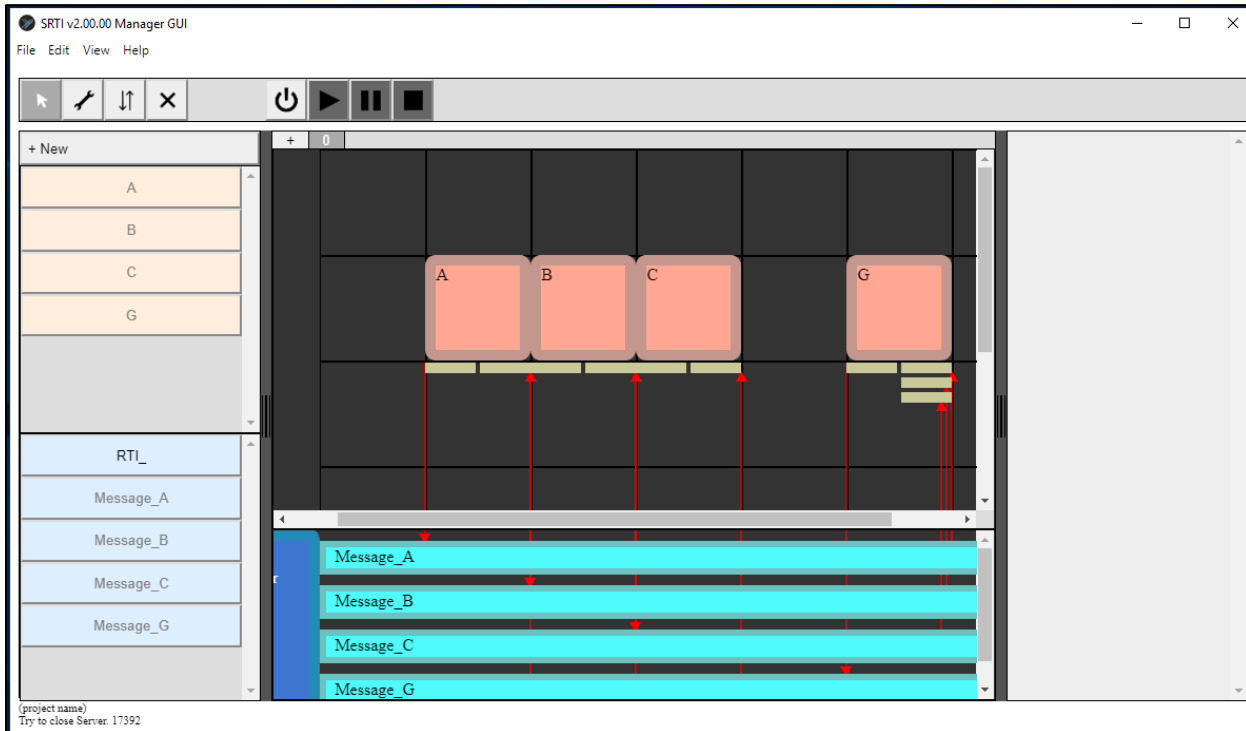 SRTI v2.00.00 Manager GUI
File Edit View Help
+ New
A
B
C
G
RTI_
Message_A
Message_B
Message_C
Message_G
+ 0
A B C G
r
Message_A
Message_B
Message_C
Message_G
(project name)
Try to close Server. 17392